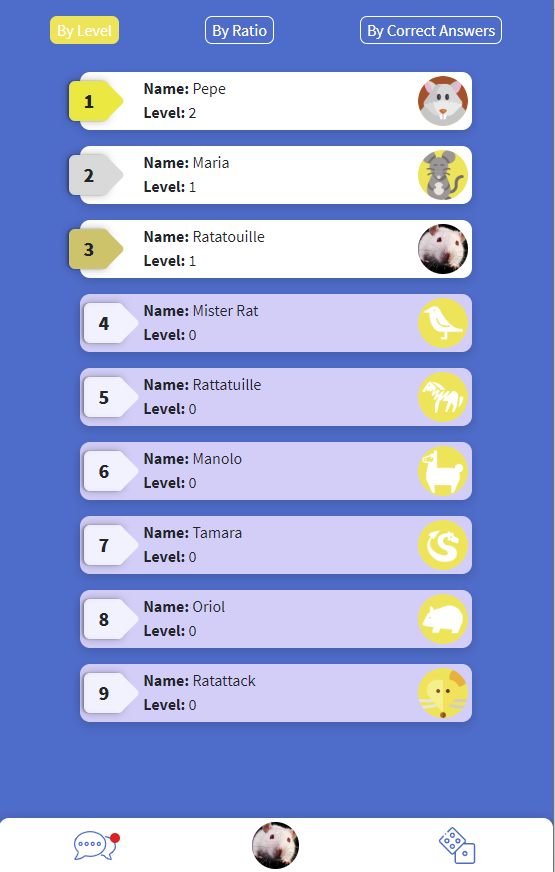 By Level By Ratio By Correct Answers
1
Name: Pepe
Level: 2
2
Name: Maria
Level: 1
3
Name: Ratatouille
Level: 1
4
Name: Mister Rat
Level: 0
5
Name: Rattatuille
Level: 0
6
Name: Manolo
Level: 0
7
Name: Tamara
Level: 0
8
Name: Oriol
Level: 0
9
Name: Ratattack
Level: 0